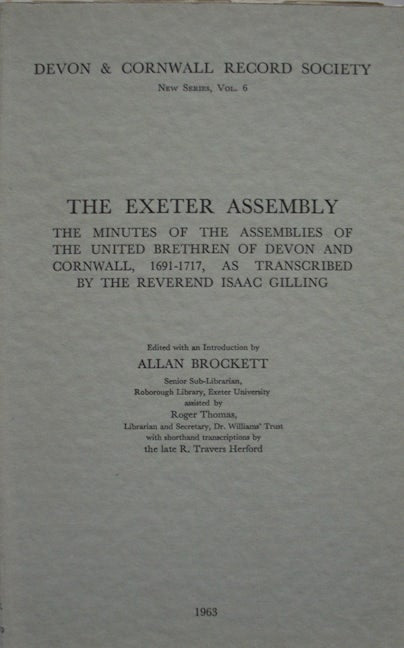 DEVON & CORNWALL RECORD SOCIETY
New Series, Vol. 6
THE EXETER ASSEMBLY
THE MINUTES OF THE ASSEMBLIES OF
THE UNITED BRETHREN OF DEVON AND
CORNWALL, 1691-1717, AS TRANSCRIBED
BY THE REVEREND ISAAC GILLING
Edited with an Introduction by
ALLAN BROCKETT
Senior Sub-Librarian,
Roborough Library, Exeter University
assisted by
Roger Thomas,
Librarian and Secretary, Dr. Williams' Trust
with shorthand transcriptions by
the late R. Travers Herford
1963